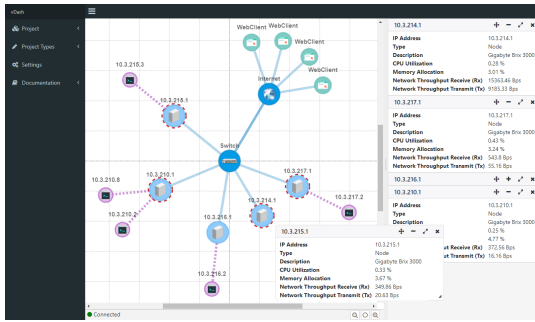 vDash
Project
Project Types
Settings
Documentation
WebClient
WebClient
WebClient
WebClient
Internet
10.3.218.3
10.3.218.1
Switch
10.3.210.8
10.3.210.1
10.3.210.2
10.3.217.1
10.3.217.2
10.3.214.1
10.3.216.1
10.3.216.2
Connected
10.3.214.1
IP Address 10.3.214.1
Type Node
Description Gigabyte Brix 3000
CPU Utilization 0.28 %
Memory Allocation 3.01 %
Network Throughput Receive (Rx) 15363.46 Bps
Network Throughput Transmit (Tx) 9185.33 Bps
10.3.217.1
IP Address 10.3.217.1
Type Node
Description Gigabyte Brix 3000
CPU Utilization 0.43 %
Memory Allocation 3.24 %
Network Throughput Receive (Rx) 543.8 Bps
Network Throughput Transmit (Tx) 55.16 Bps
10.3.216.1
10.3.210.1
IP Address 10.3.210.1
Type Node
Description Gigabyte Brix 3000
0.25 %
4.77 %
ut Receive (Rx) 372.56 Bps
ut Transmit (Tx) 16.16 Bps
10.3.215.1
IP Address 10.3.215.1
Type Node
Description Gigabyte Brix 3000
CPU Utilization 0.33 %
Memory Allocation 3.67 %
Network Throughput Receive (Rx) 349.86 Bps
Network Throughput Transmit (Tx) 20.63 Bps